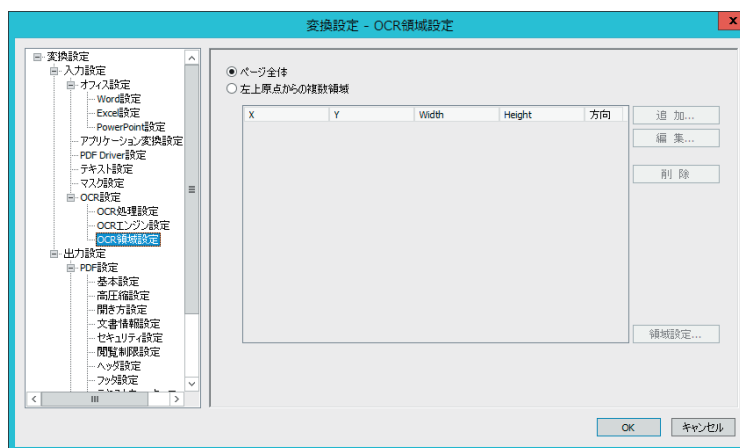 変換設定 - OCR領域設定
x
変換設定
入力設定
オフィス設定
Word設定
Excel設定
PowerPoint設定
アプリケーション変換設定
PDF Driver設定
テキスト設定
マスク設定
OCR設定
OCR処理設定
OCRエンジン設定
OCR領域設定
出力設定
PDF設定
基本設定
高圧縮設定
開き方設定
文書情報設定
セキュリティ設定
閲覧制限設定
ヘッダ設定
フッタ設定
ページ全体
左上原点からの複数領域
X Y Width Height 方向
追 加...
編 集...
削 除
領域設定...
OK キャンセル